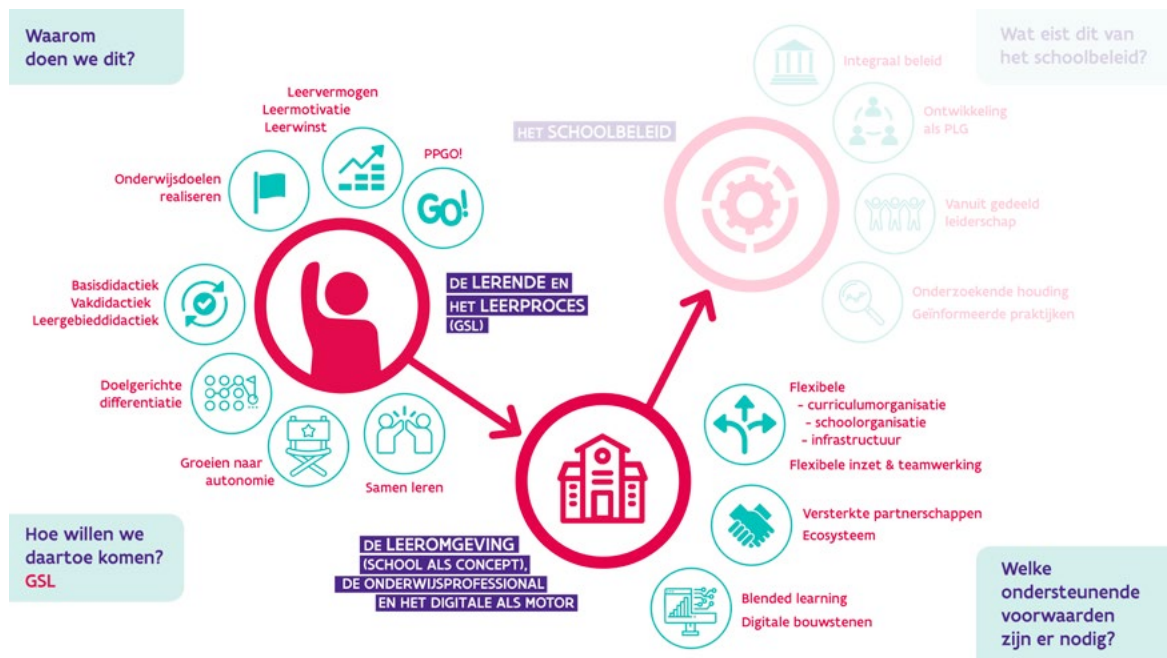 Waarom
doen we dit?
Leervermogen
Leermotivatie
Leerwinst
PPGO!
Onderwijsdoelen
realiseren
GO!
Basisdidactiek
Vakdidactiek
Leergebieddidactiek
Doelgerichte
differentiatie
Groeien naar
autonomie
Samen leren
DE LERENDE EN
HET LEERPROCES
(GSL)
Hoe willen we
daartoe komen?
GSL
DE LEEROMGEVING
(SCHOOL ALS CONCEPT),
DE ONDERWIJSPROFESSIONAL
EN HET DIGITALE ALS MOTOR
Flexibele
- curriculumorganisatie
- schoolorganisatie
- infrastructuur
Flexibele inzet & teamwerking
Versterkte partnerschappen
Ecosysteem
Blended learning
Digitale bouwstenen
Welke
ondersteunende
voorwaarden
zijn er nodig?
HET SCHOOLBELEID
Integraal beleid
Ontwikkeling
als PLG
Vanuit gedeeld
leiderschap
Onderzoekende houding
Geïnformeerde praktijken
Wat eist dit van
het schoolbeleid?